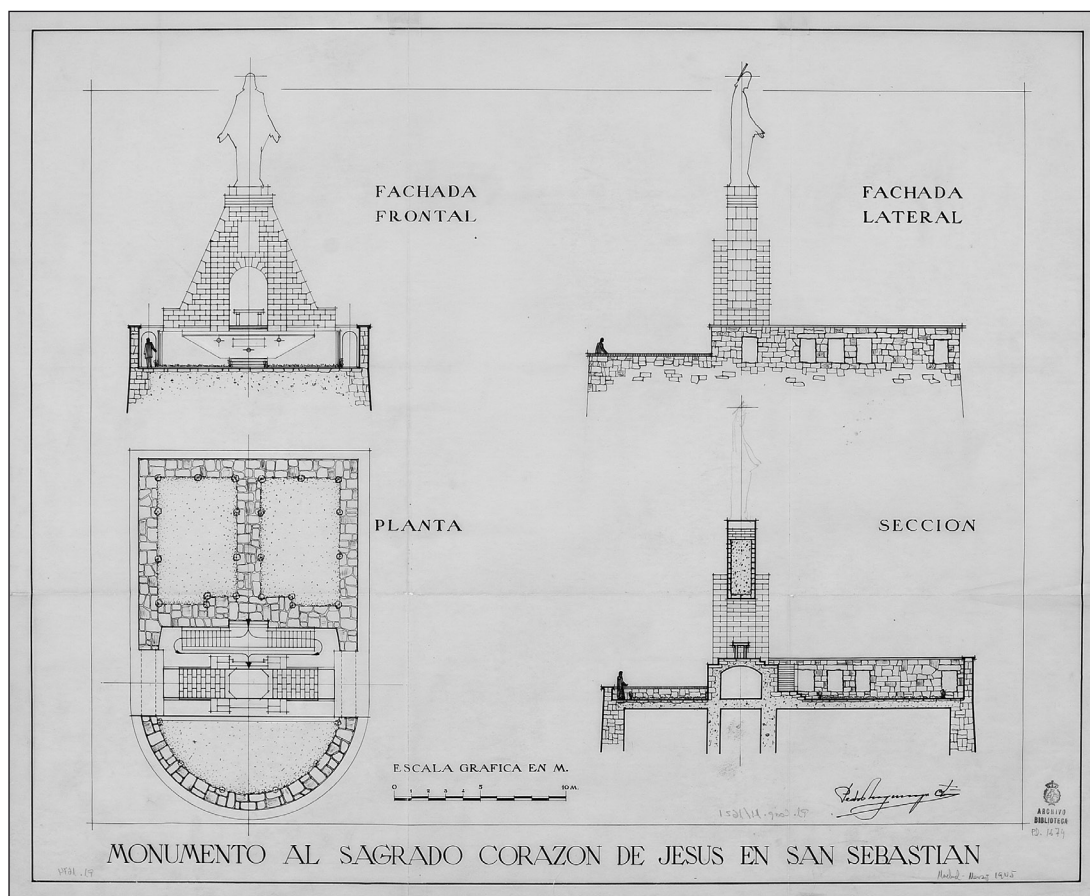 FACHADA
FRONTAL
FACHADA
LATERAL
PLANTA
SECCION
ESCALA GRAFICA EN M.
0 1 2 3 4 5 10 M.
ARCHIVO
BIBLIOTECA
MONUMENTO AL SAGRADO CORAZON DE JESUS EN SAN SEBASTIAN